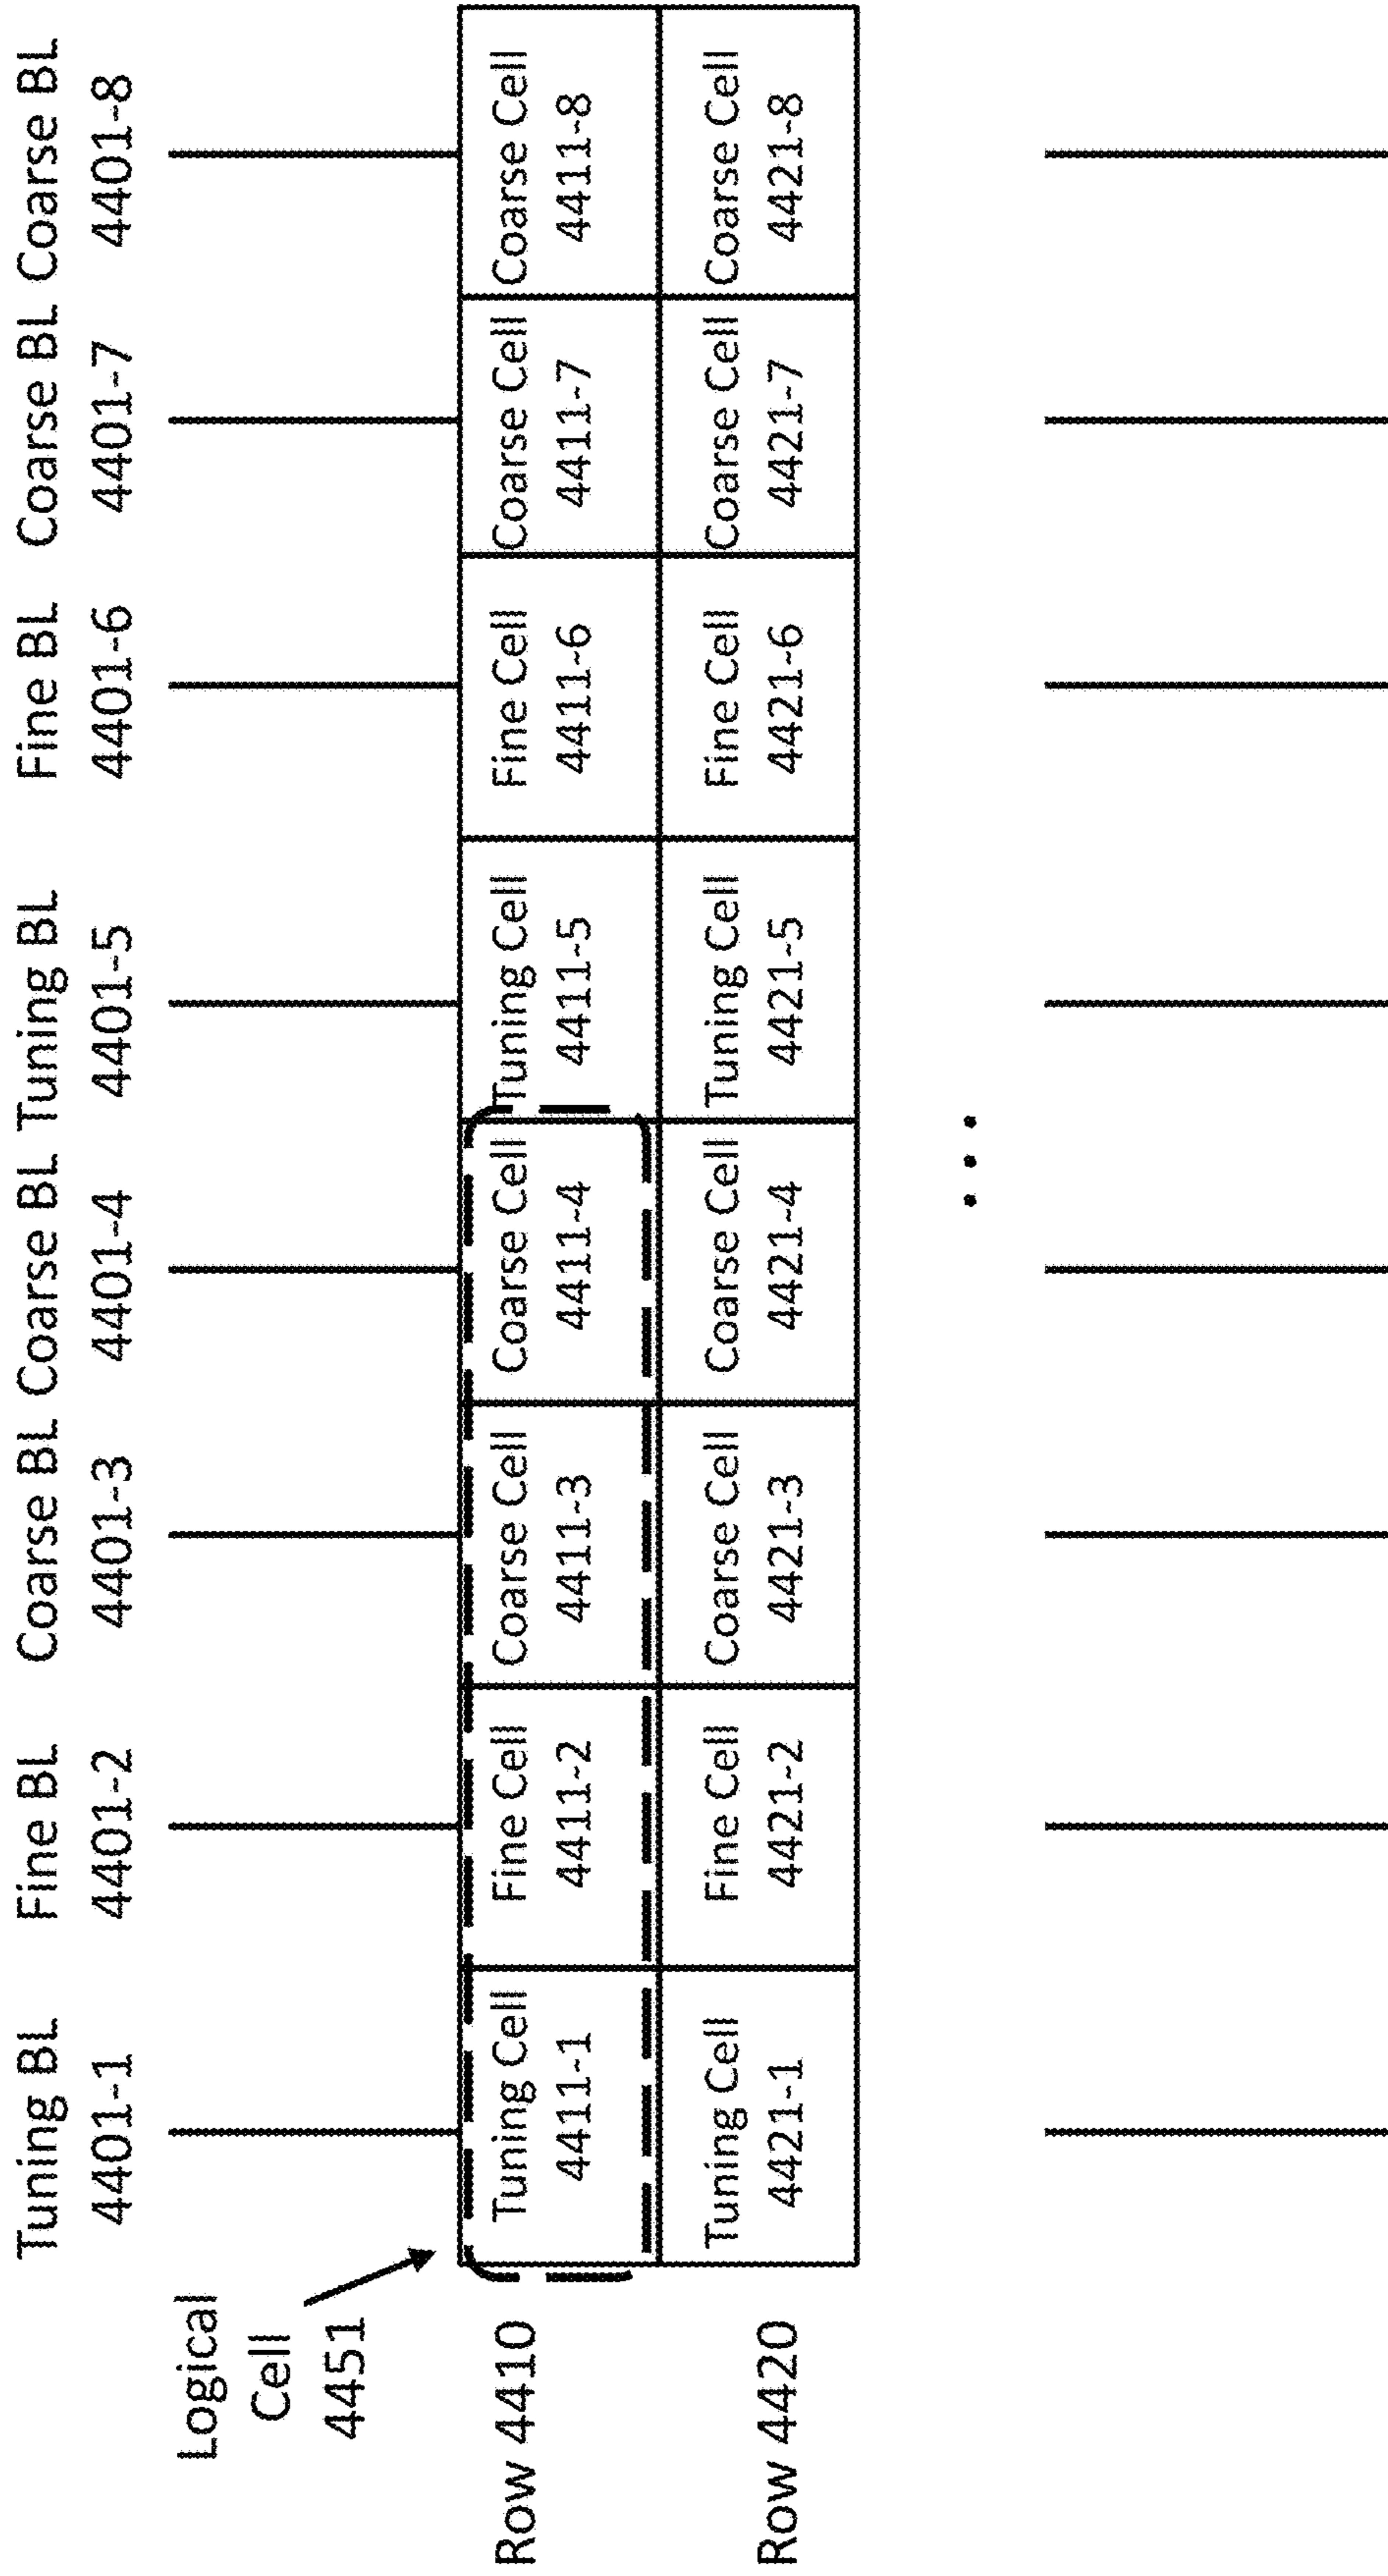 Tuning BL
4401-1
Fine BL
4401-2
Coarse BL
4401-3
Coarse BL
4401-4
Tuning BL
4401-5
Fine BL
4401-6
Coarse BL
4401-7
Coarse BL
4401-8
Logical
Cell
4451
Row 4410
Tuning Cell
4411-1
Fine Cell
4411-2
Coarse Cell
4411-3
Coarse Cell
4411-4
Tuning Cell
4411-5
Fine Cell
4411-6
Coarse Cell
4411-7
Coarse Cell
4411-8
Row 4420
Tuning Cell
4421-1
Fine Cell
4421-2
Coarse Cell
4421-3
Coarse Cell
4421-4
Tuning Cell
4421-5
Fine Cell
4421-6
Coarse Cell
4421-7
Coarse Cell
4421-8
• • •